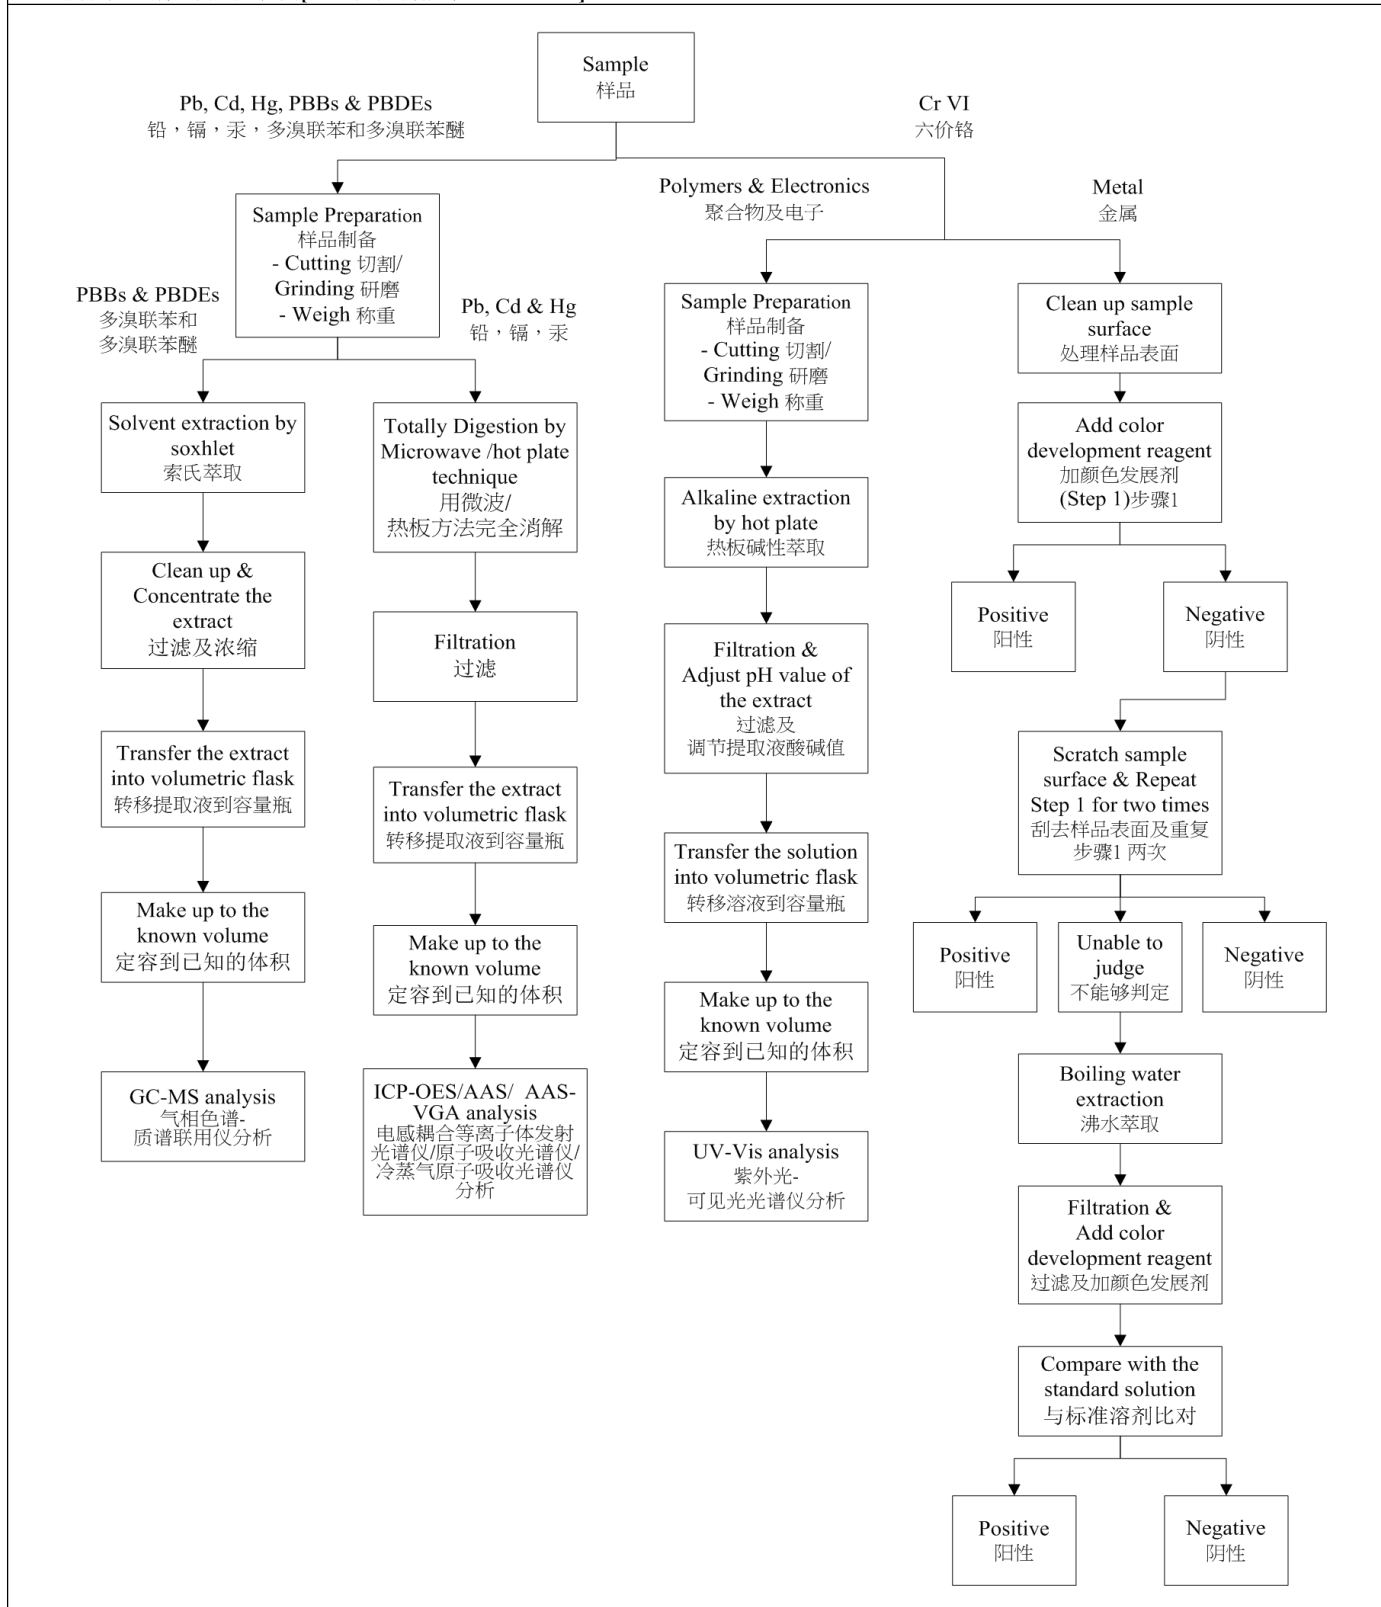 Sample
样品
Pb, Cd, Hg, PBBs & PBDEs
铅，镉，汞，多溴联苯和多溴联苯醚
Cr VI
六价铬
Sample Preparation
样品制备
- Cutting 切割/
Grinding 研磨
- Weigh 称重
Polymers & Electronics
聚合物及电子
Metal
金属
PBBs & PBDEs
多溴联苯和
多溴联苯醚
Pb, Cd & Hg
铅，镉，汞
Solvent extraction by
soxhlet
索氏萃取
Clean up &
Concentrate the
extract
过滤及浓缩
Transfer the extract
into volumetric flask
转移提取液到容量瓶
Make up to the
known volume
定容到已知的体积
GC-MS analysis
气相色谱-
质谱联用仪分析
Totally Digestion by
Microwave /hot plate
technique
用微波/
热板方法完全消解
Filtration
过滤
Transfer the extract
into volumetric flask
转移提取液到容量瓶
Make up to the
known volume
定容到已知的体积
ICP-OES/AAS/ AAS-
VGA analysis
电感耦合等离子体发射
光谱仪/原子吸收光谱仪/
冷蒸气原子吸收光谱仪
分析
Sample Preparation
样品制备
- Cutting 切割/
Grinding 研磨
- Weigh 称重
Alkaline extraction
by hot plate
热板碱性萃取
Filtration &
Adjust pH value of
the extract
过滤及
调节提取液酸碱值
Transfer the solution
into volumetric flask
转移溶液到容量瓶
Make up to the
known volume
定容到已知的体积
UV-Vis analysis
紫外光-
可见光光谱仪分析
Clean up sample
surface
处理样品表面
Add color
development reagent
加颜色发展剂
(Step 1)步骤1
Positive
阳性
Negative
阴性
Scratch sample
surface & Repeat
Step 1 for two times
刮去样品表面及重复
步骤1 两次
Positive
阳性
Unable to
judge
不能够判定
Negative
阴性
Boiling water
extraction
沸水萃取
Filtration &
Add color
development reagent
过滤及加颜色发展剂
Compare with the
standard solution
与标准溶剂比对
Positive
阳性
Negative
阴性